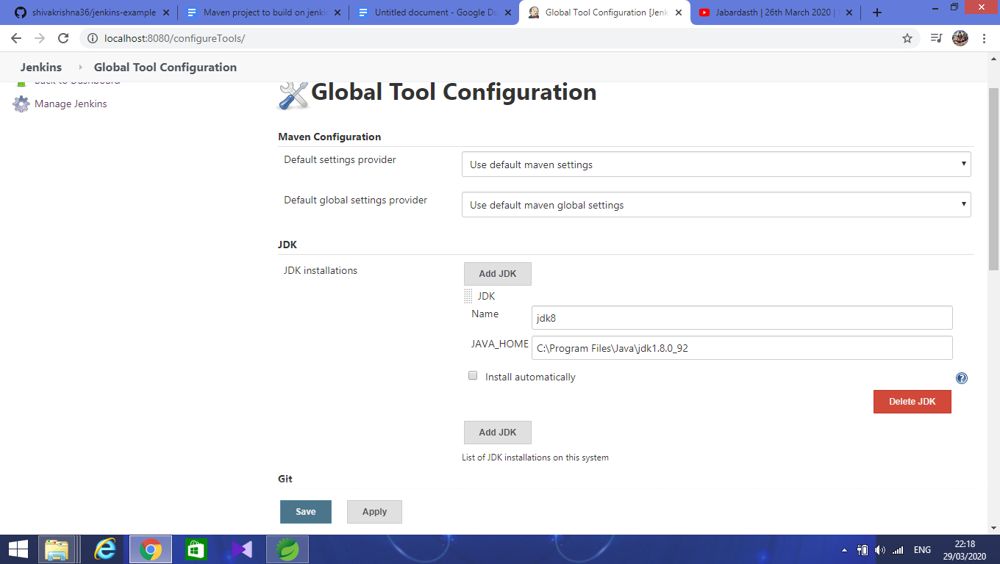 shivakrishna36/jenkins-example
Maven project to build on jenki
Untitled document - Google Do
Global Tool Configuration [Jenk
Jabardasth | 26th March 2020 |
localhost:8080/configureTools/
Jenkins
Global Tool Configuration
Back to Dashboard
Manage Jenkins
Global Tool Configuration
Maven Configuration
Default settings provider
Use default maven settings
Default global settings provider
Use default maven global settings
JDK
JDK installations
Add JDK
JDK
Name
jdk8
JAVA_HOME
C:\Program Files\Java\jdk1.8.0_92
Install automatically
Delete JDK
Add JDK
List of JDK installations on this system
Git
Save
Apply
ENG
22:18
29/03/2020